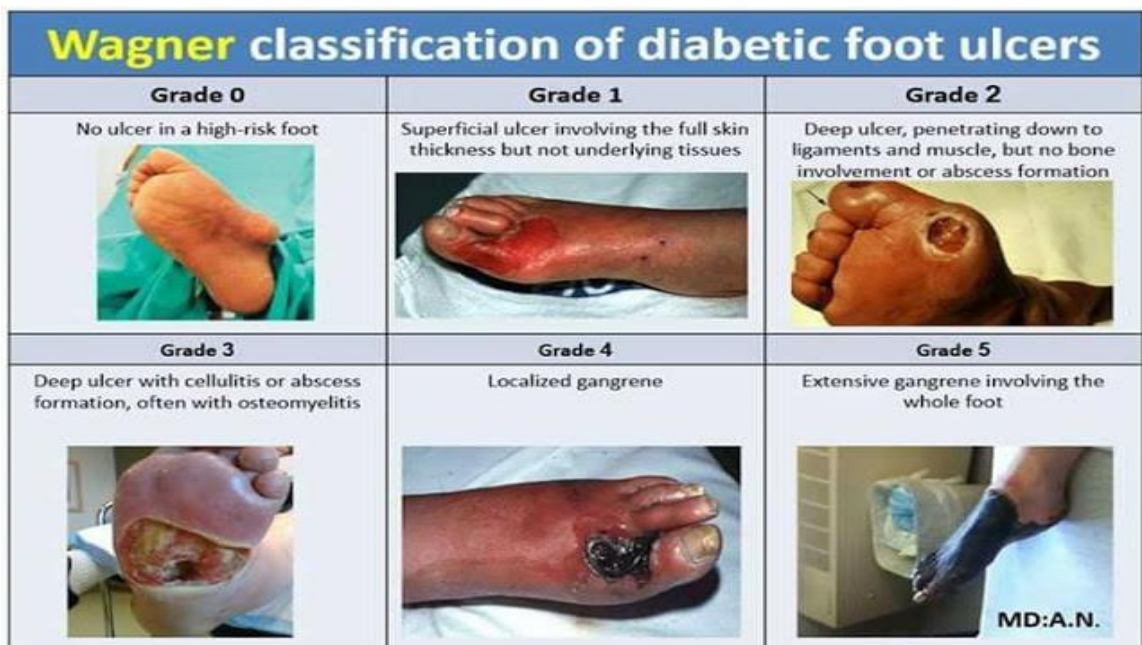 Wagner classification of diabetic foot ulcers
Grade 0
Grade 1
Grade 2
No ulcer in a high-risk foot
Superficial ulcer involving the full skin
thickness but not underlying tissues
Deep ulcer, penetrating down to
ligaments and muscle, but no bone
involvement or abscess formation
Grade 3
Grade 4
Grade 5
Deep ulcer with cellulitis or abscess
formation, often with osteomyelitis
Localized gangrene
Extensive gangrene involving the
whole foot
MD:A.N.